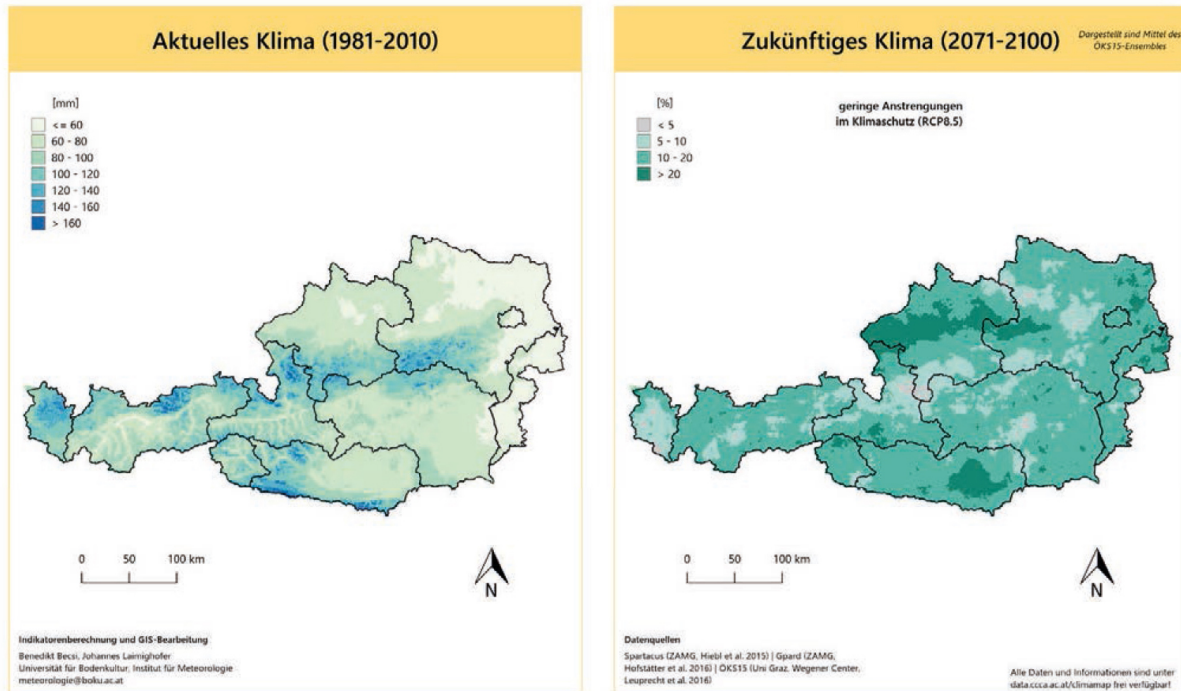 Aktuelles Klima (1981-2010)
[mm]
<= 60
60 - 80
80 - 100
100 - 120
120 - 140
140 - 160
> 160
0 50 100 km
N
Indikatorenberechnung und GIS-Bearbeitung
Benedikt Becsi, Johannes Laimighofer
Universität für Bodenkultur, Institut für Meteorologie
meteorologie@boku.ac.at
Zukünftiges Klima (2071-2100)
Dargestellt sind Mittel des
ÖKS15-Ensembles
[%]
< 5
5 - 10
10 - 20
> 20
geringe Anstrengungen
im Klimaschutz (RCP8.5)
0 50 100 km
N
Datenquellen
Spartacus (ZAMG, Hiebl et al. 2015) | Gpard (ZAMG,
Hofstätter et al. 2016) | ÖKS15 (Uni Graz, Wegener Center,
Leuprecht et al. 2016)
Alle Daten und Informationen sind unter
data.ccca.ac.at/climamap frei verfügbar!